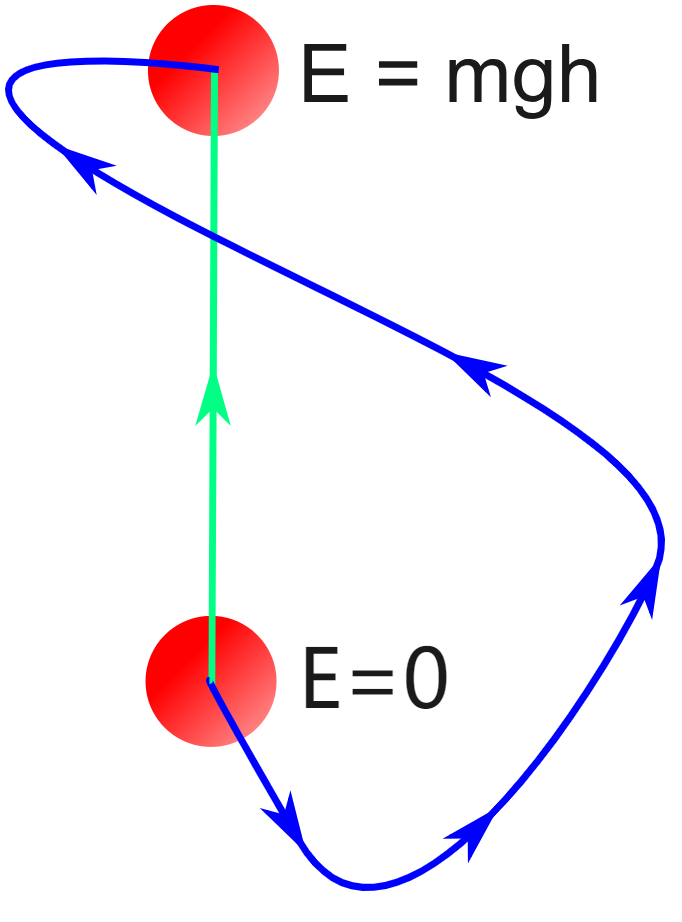 E = mgh
E=0